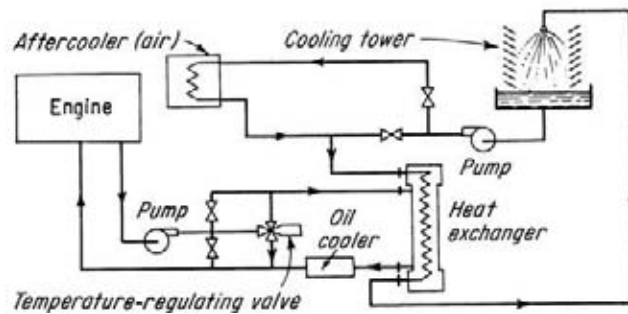 Aftercooler (air)
Cooling tower
Engine
Pump
Pump
Oil
cooler
Heat
exchanger
Temperature-regulating valve